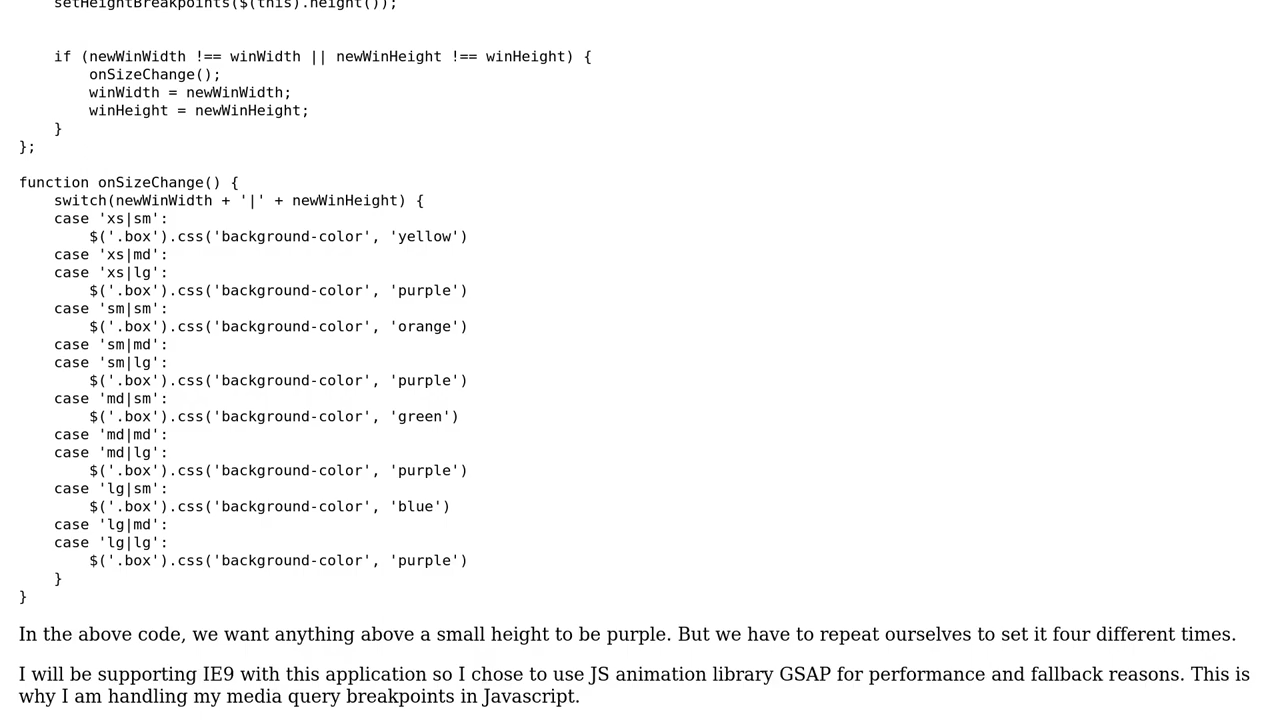 setHeightBreakpoints($(this).height());
if (newWinWidth !== winWidth || newWinHeight !== winHeight) {
onSizeChange();
winWidth = newWinWidth;
winHeight = newWinHeight;
}
};
function onSizeChange() {
switch(newWinWidth + '|' + newWinHeight) {
case 'xs|sm':
$('.box').css('background-color', 'yellow')
case 'xs|md':
case 'xs|lg':
$('.box').css('background-color', 'purple')
case 'sm|sm':
$('.box').css('background-color', 'orange')
case 'sm|md':
case 'sm|lg':
$('.box').css('background-color', 'purple')
case 'md|sm':
$('.box').css('background-color', 'green')
case 'md|md':
case 'md|lg':
$('.box').css('background-color', 'purple')
case 'lg|sm':
$('.box').css('background-color', 'blue')
case 'lg|md':
case 'lg|lg':
$('.box').css('background-color', 'purple')
}
}
In the above code, we want anything above a small height to be purple. But we have to repeat ourselves to set it four different times.
I will be supporting IE9 with this application so I chose to use JS animation library GSAP for performance and fallback reasons. This is
why I am handling my media query breakpoints in Javascript.